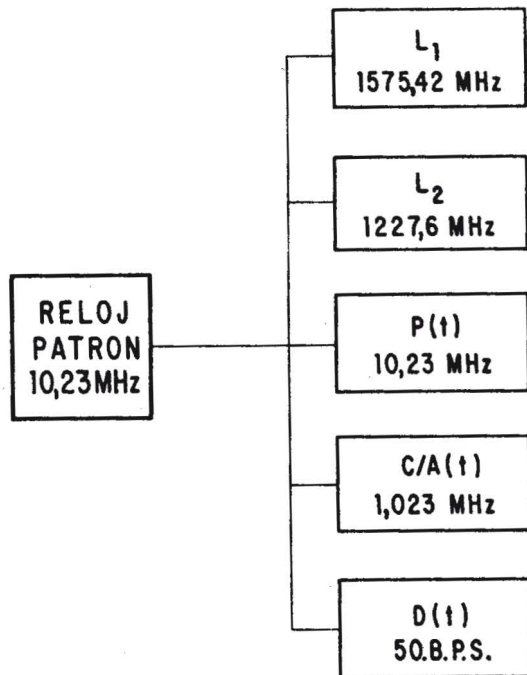 L1
1575,42 MHz
L2
1227,6 MHz
RELOJ
PATRON
10,23MHz
P(t)
10,23 MHz
C/A(t)
1,023 MHz
D(t)
50.B.P.S.